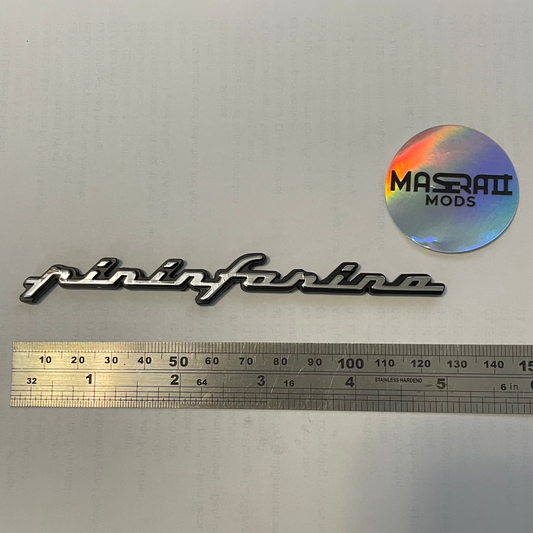 MASERATI
MODS
pininfarina
10 20 30 40 50 60 70 80 90 100 110 120 130 140 15
32 1 2 64 3 16 4 STAINLESS HARDENED 5 6 in